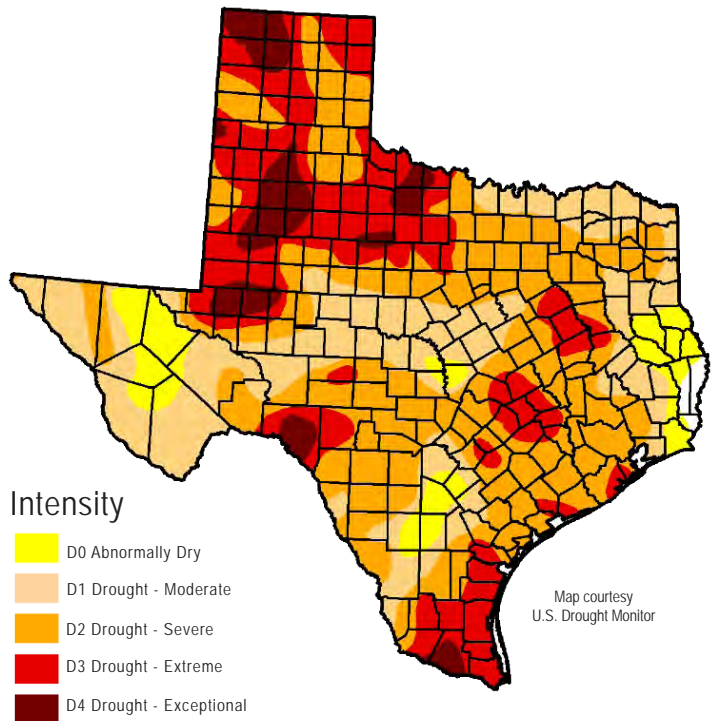 Intensity
D0 Abnormally Dry
D1 Drought - Moderate
D2 Drought - Severe
D3 Drought - Extreme
D4 Drought - Exceptional
Map courtesy
U.S. Drought Monitor